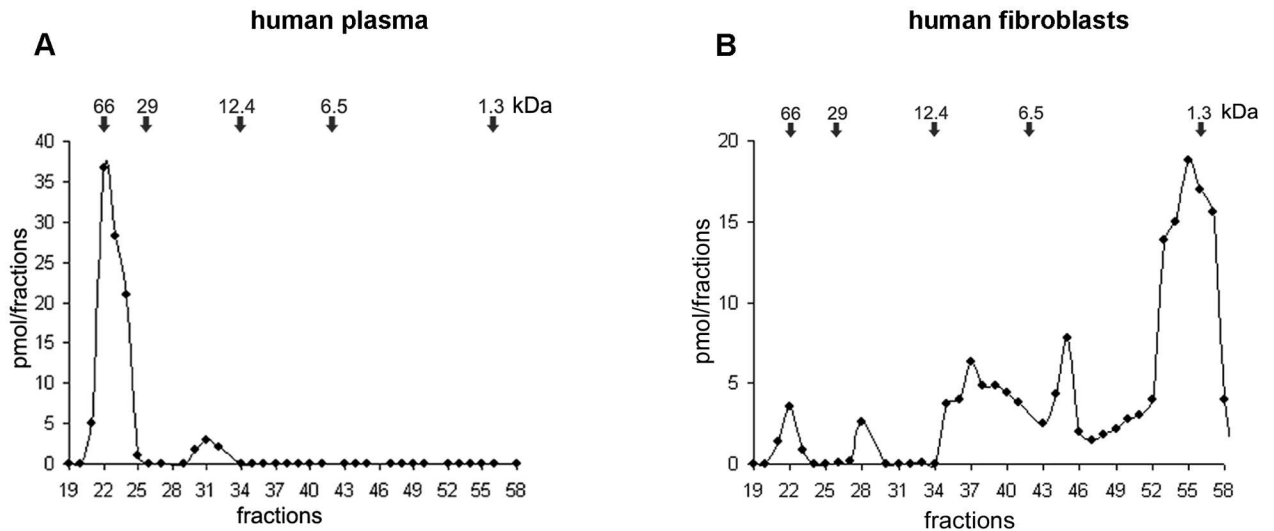 human plasma
A
66 29 12.4 6.5 1.3 kDa
40
35
30
25
20
15
10
5
0
pmol/fractions
19 22 25 28 31 34 37 40 43 46 49 52 55 58
fractions
human fibroblasts
B
66 29 12.4 6.5 1.3 kDa
20
15
10
5
0
pmol/fractions
19 22 25 28 31 34 37 40 43 46 49 52 55 58
fractions